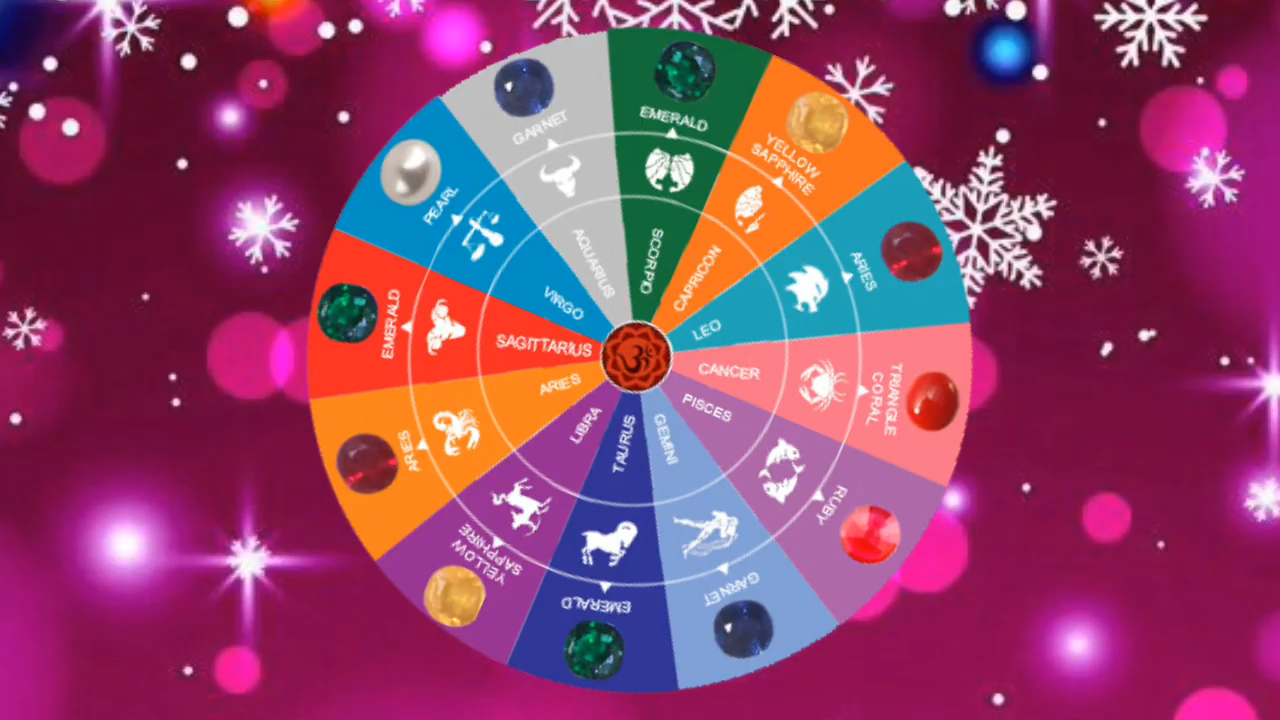 EMERALD
SCORPIO
YELLOW
SAPPHIRE
CAPRICON
ARIES
LEO
TRIANGLE
CORAL
CANCER
RUBY
PISCES
GARNET
GEMINI
EMERALD
TAURUS
YELLOW
SAPPHIRE
LIBRA
ARIES
ARIES
EMERALD
SAGITTARIUS
PEARL
VIRGO
GARNET
AQUARIUS
ॐ